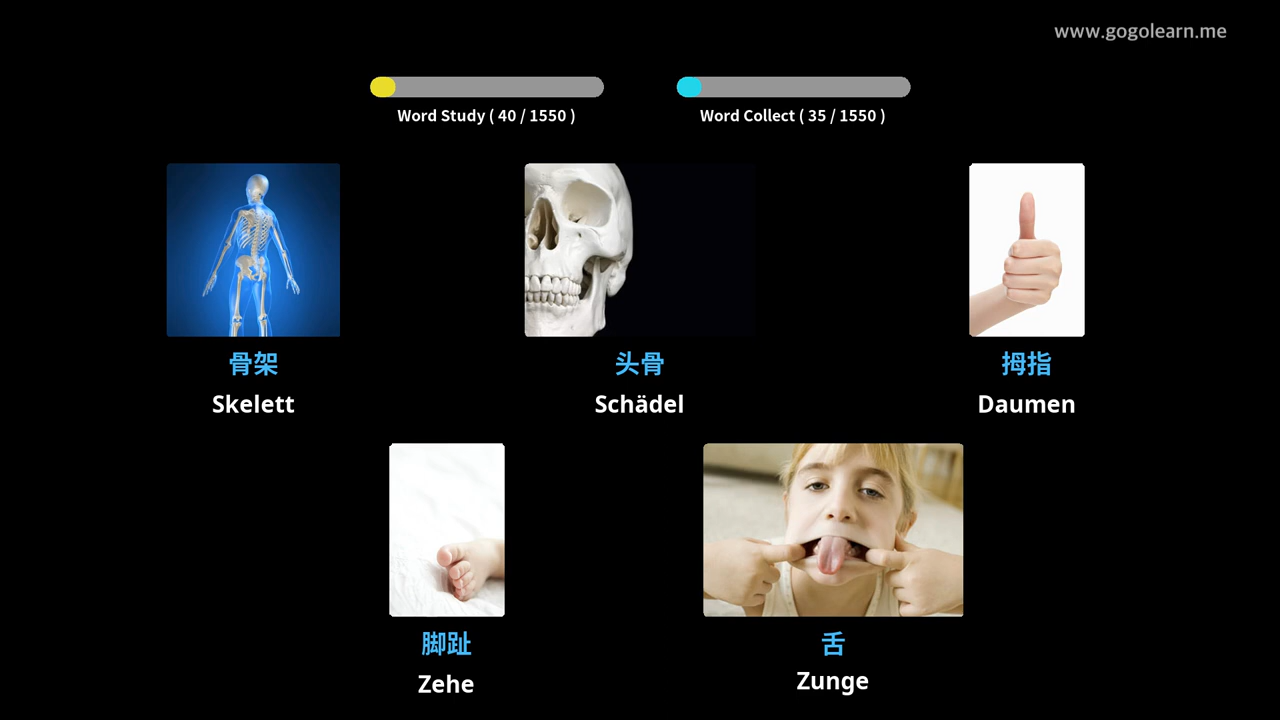 www.gogolearn.me
Word Study ( 40 / 1550 )
Word Collect ( 35 / 1550 )
骨架
头骨
拇指
Skelett
Schädel
Daumen
脚趾
舌
Zehe
Zunge